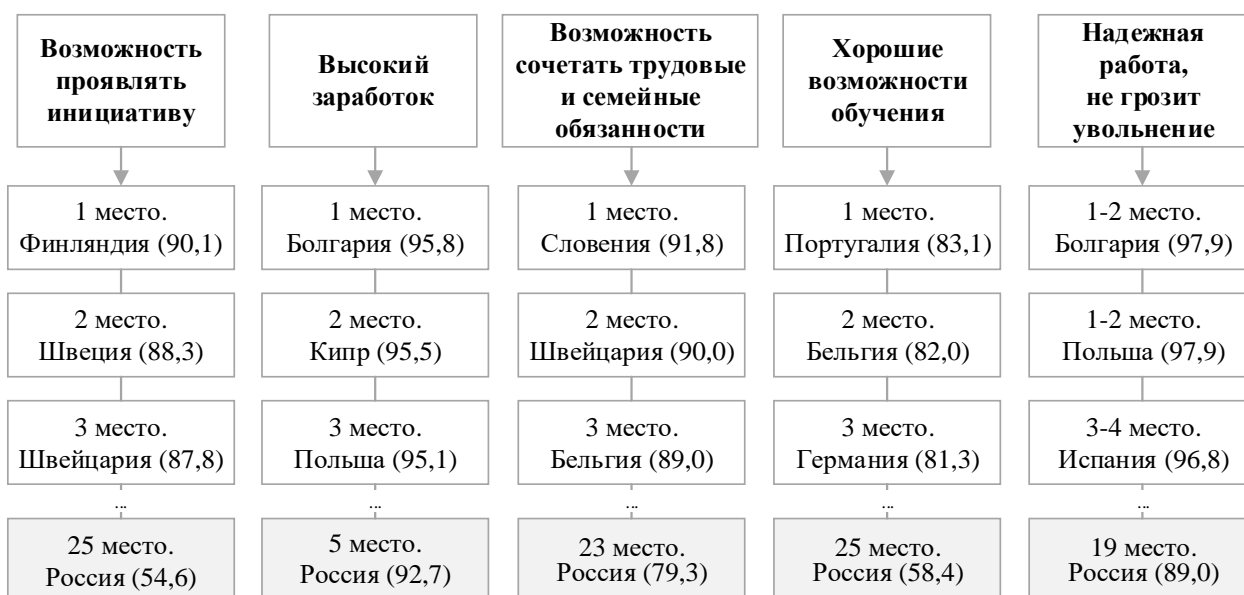 Возможность
проявлять
инициативу
1 место.
Финляндия (90,1)
2 место.
Швеция (88,3)
3 место.
Швейцария (87,8)
...
25 место.
Россия (54,6)
Высокий
заработок
1 место.
Болгария (95,8)
2 место.
Кипр (95,5)
3 место.
Польша (95,1)
...
5 место.
Россия (92,7)
Возможность
сочетать трудовые
и семейные
обязанности
1 место.
Словения (91,8)
2 место.
Швейцария (90,0)
3 место.
Бельгия (89,0)
...
23 место.
Россия (79,3)
Хорошие
возможности
обучения
1 место.
Португалия (83,1)
2 место.
Бельгия (82,0)
3 место.
Германия (81,3)
...
25 место.
Россия (58,4)
Надежная
работа,
не грозит
увольнение
1-2 место.
Болгария (97,9)
1-2 место.
Польша (97,9)
3-4 место.
Испания (96,8)
...
19 место.
Россия (89,0)